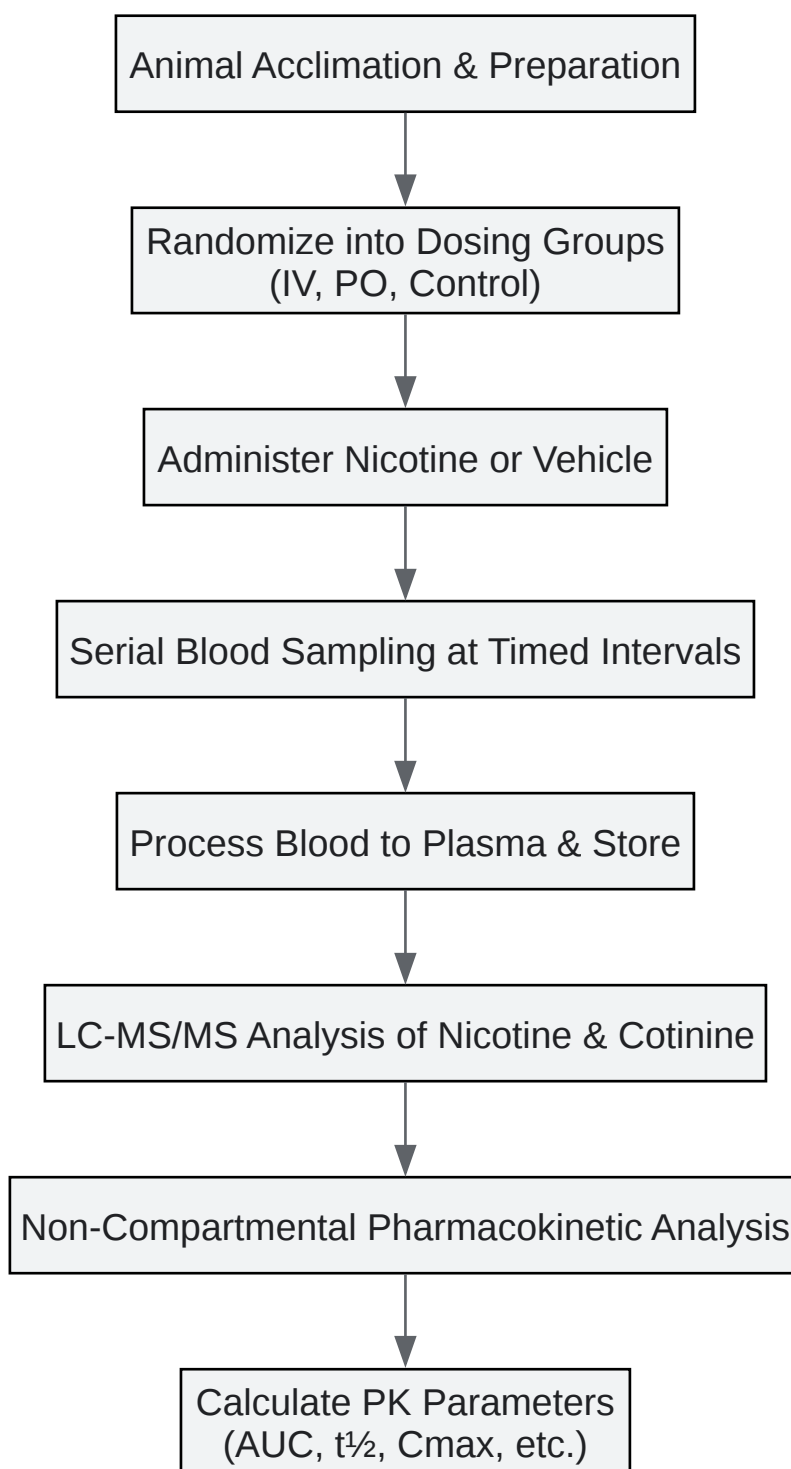 Animal Acclimation & Preparation
Randomize into Dosing Groups
(IV, PO, Control)
Administer Nicotine or Vehicle
Serial Blood Sampling at Timed Intervals
Process Blood to Plasma & Store
LC-MS/MS Analysis of Nicotine & Cotinine
Non-Compartmental Pharmacokinetic Analysis
Calculate PK Parameters
(AUC, t½, Cmax, etc.)